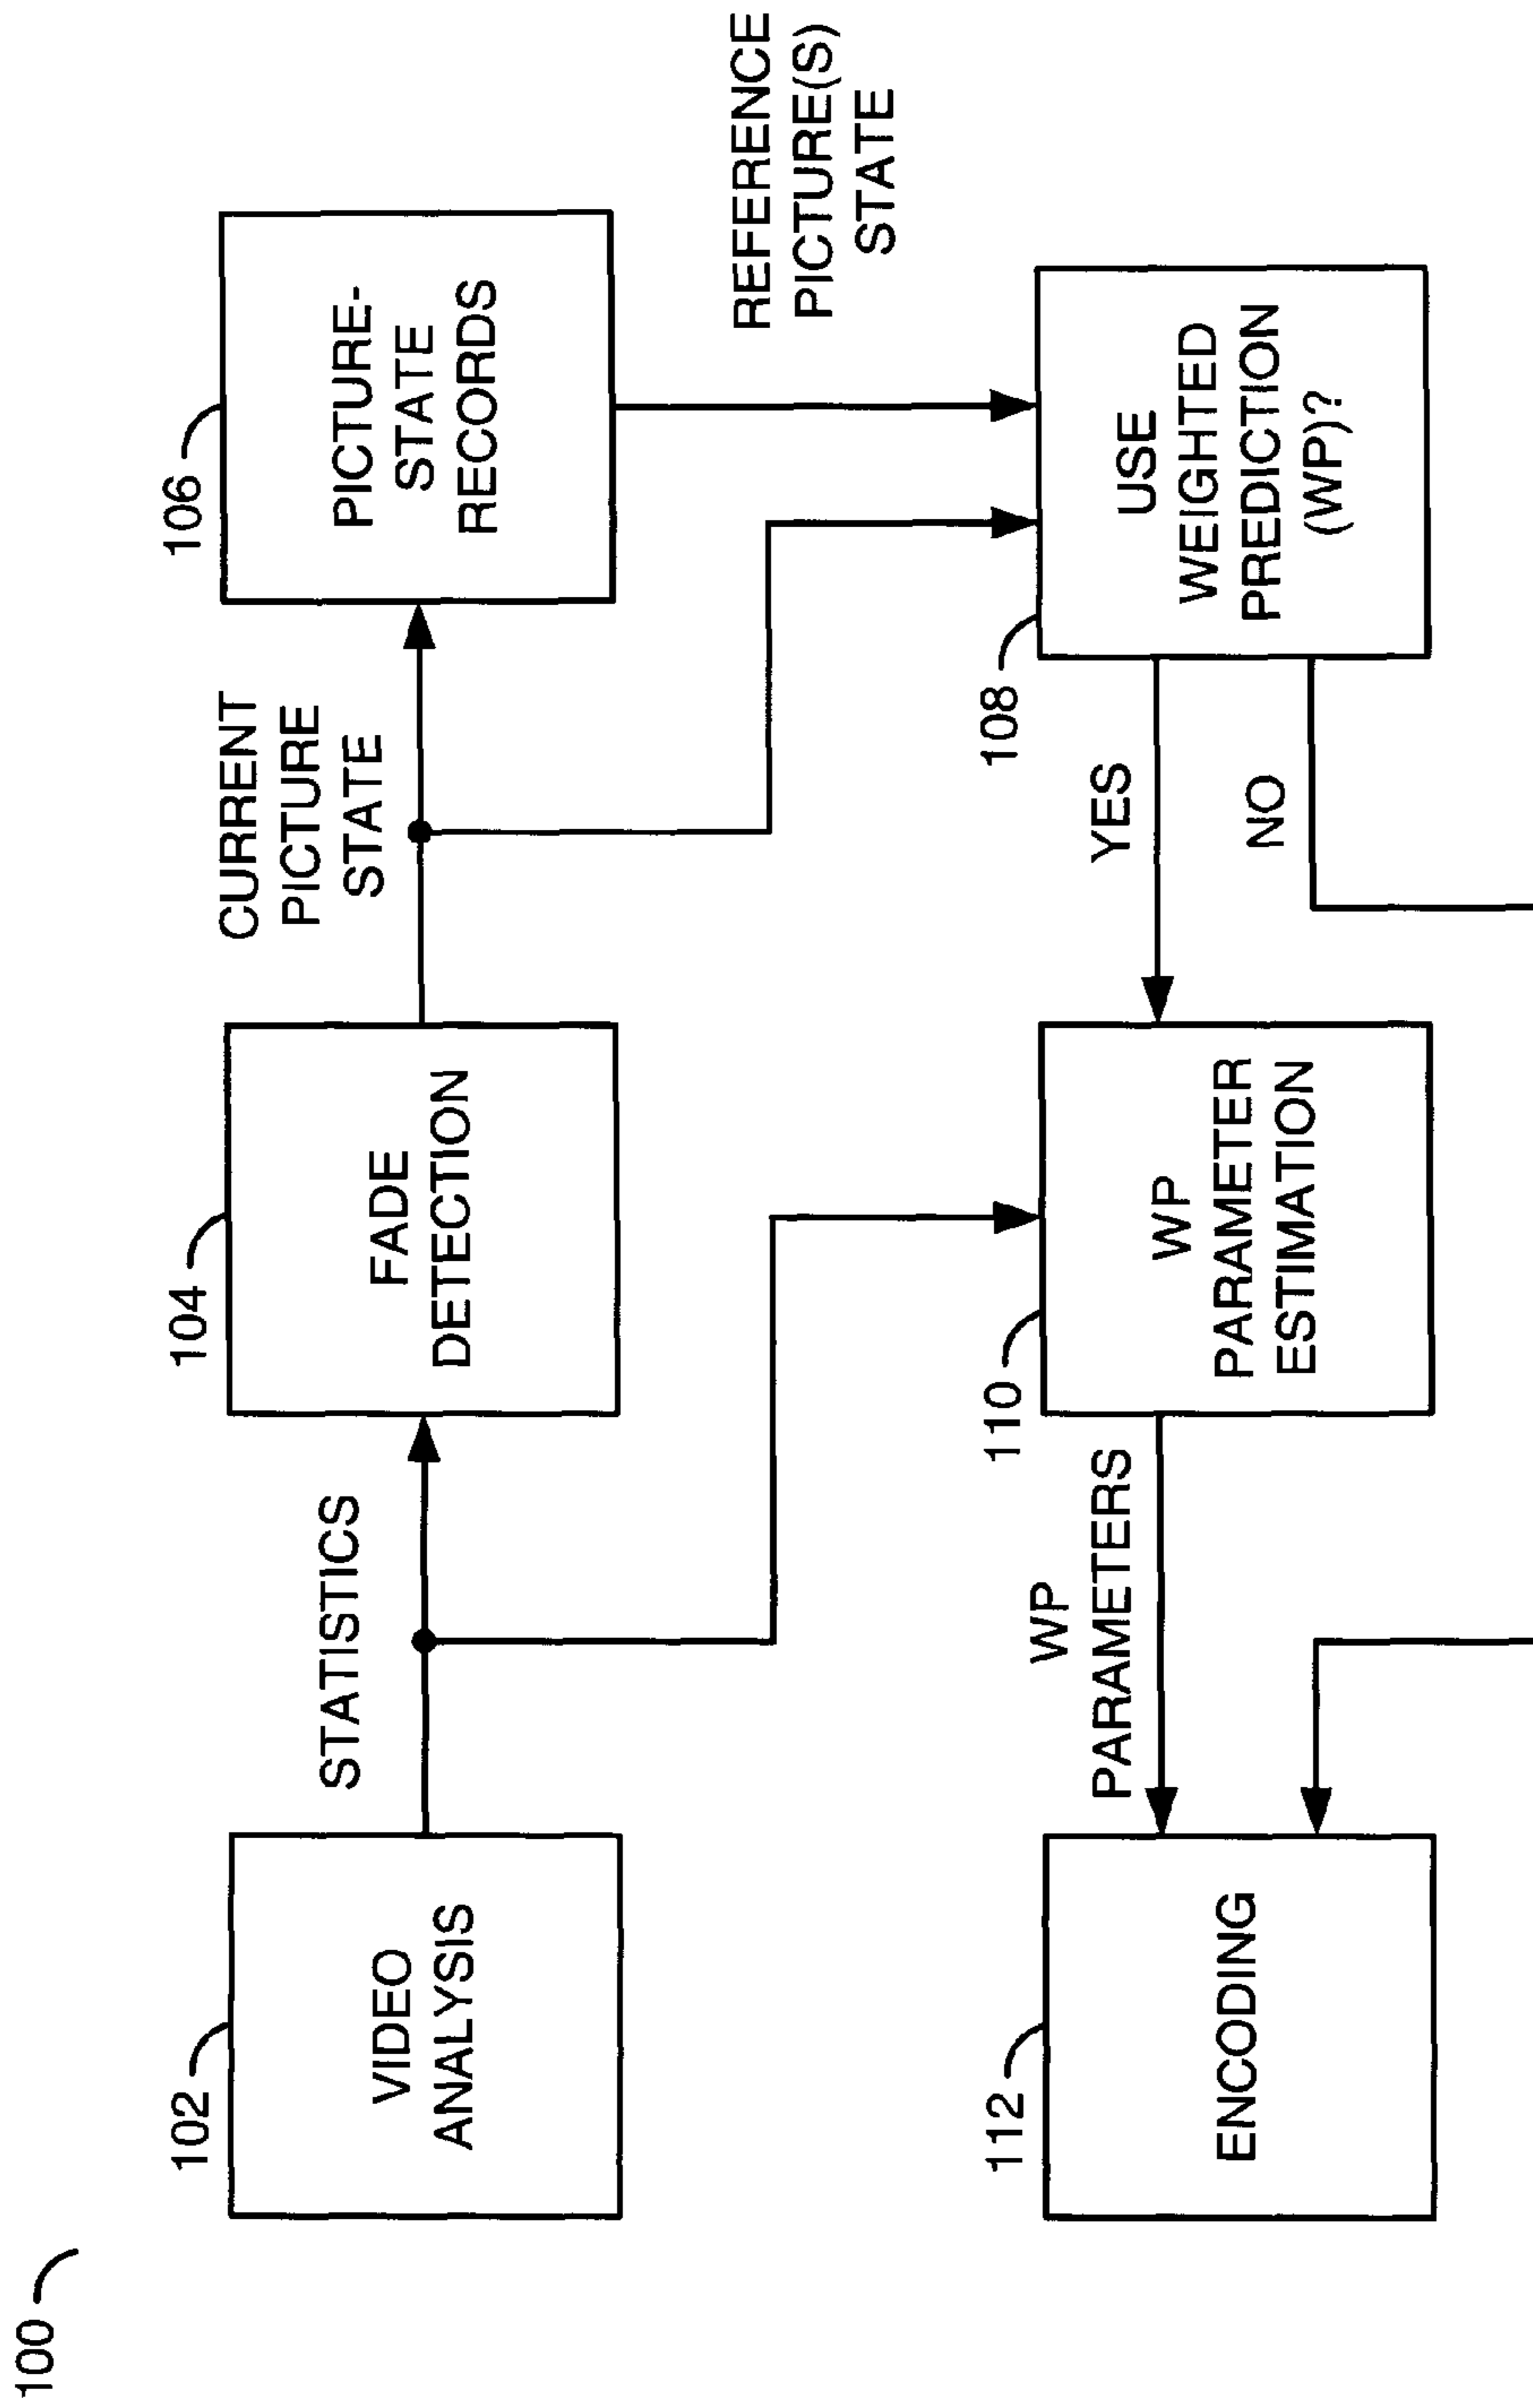 100
102
VIDEO
ANALYSIS
STATISTICS
104
FADE
DETECTION
CURRENT
PICTURE
STATE
106
PICTURE-
STATE
RECORDS
REFERENCE
PICTURE(S)
STATE
112
ENCODING
WP
PARAMETERS
110
WP
PARAMETER
ESTIMATION
YES
NO
108
USE
WEIGHTED
PREDICTION
(WP)?